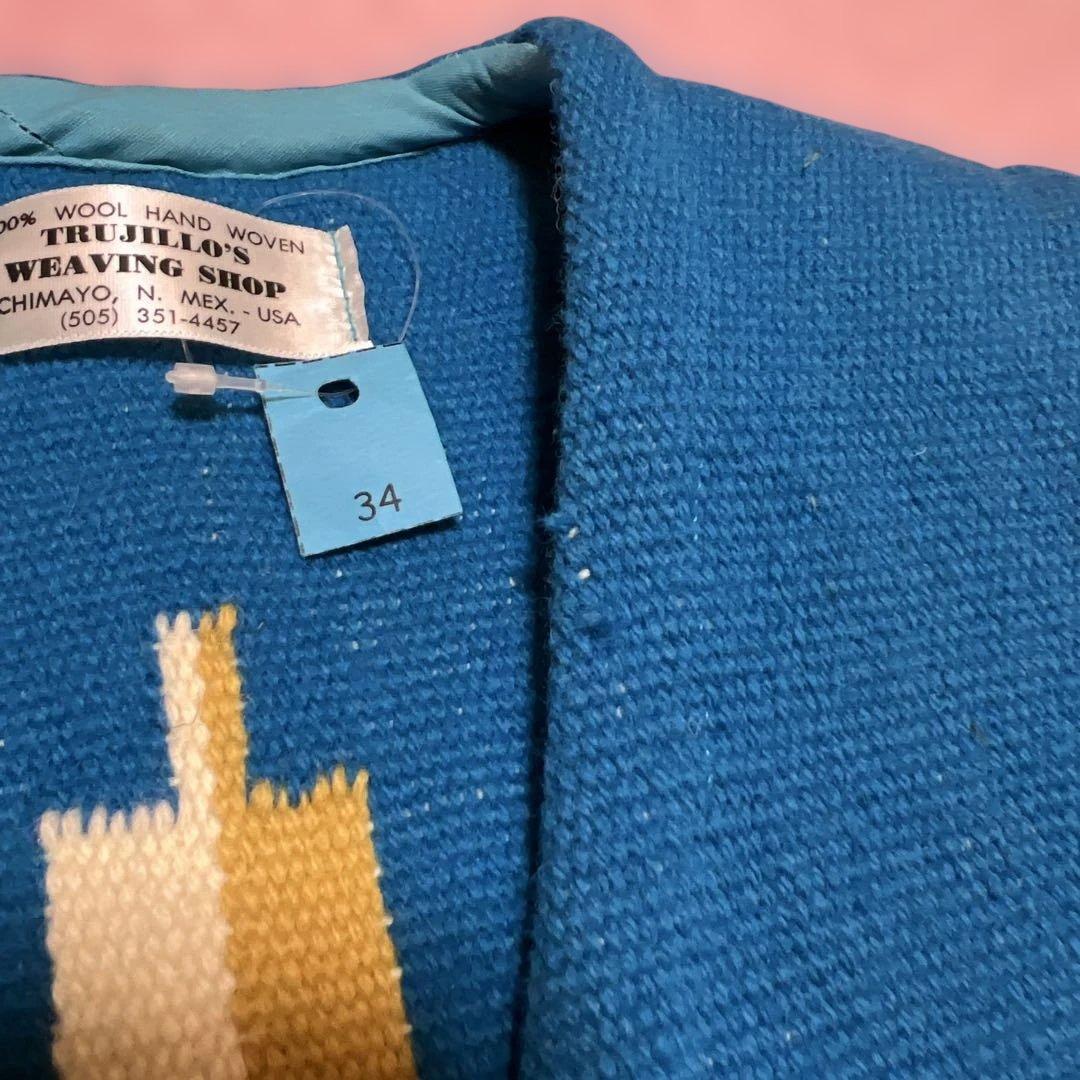 00% WOOL HAND WOVEN
TRUJILLO'S
WEAVING SHOP
CHIMAYO, N. MEX. - USA
(505) 351-4457
34